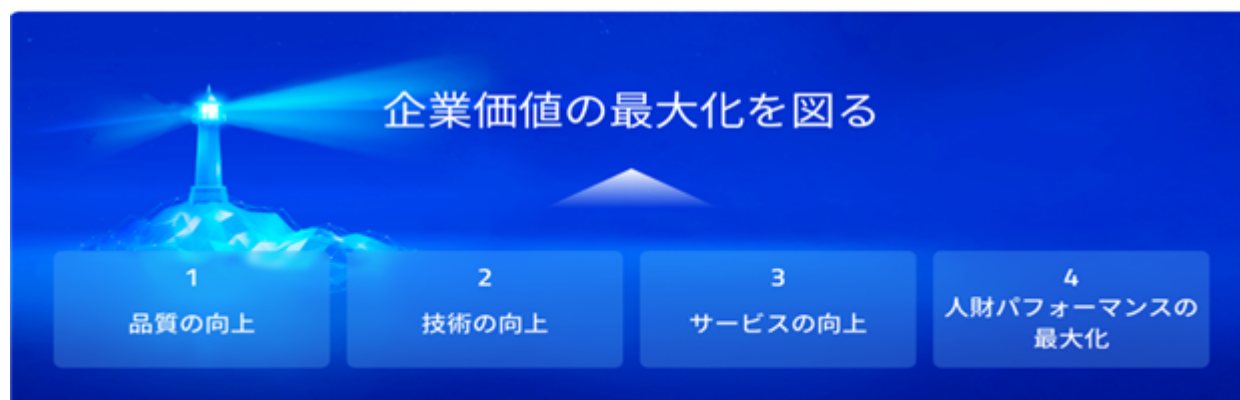 企業価値の最大化を図る
1
品質の向上
2
技術の向上
3
サービスの向上
4
人財パフォーマンスの
最大化